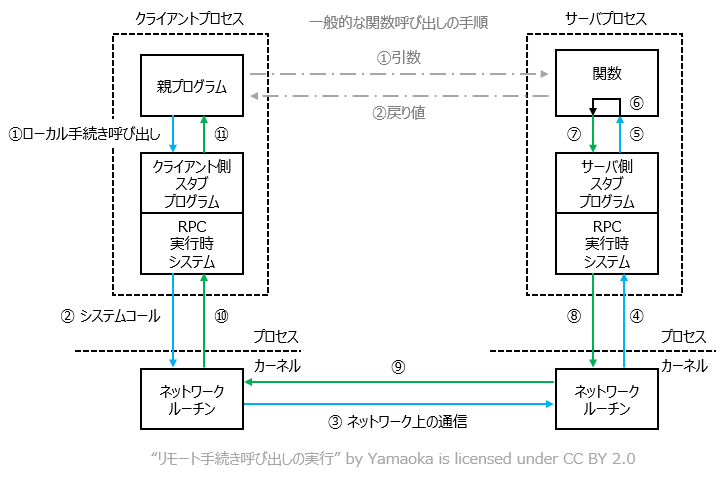 クライアントプロセス
一般的な関数呼び出しの手順
サーバプロセス
親プログラム
①引数
②戻り値
関数
⑥
①ローカル手続き呼び出し
⑪
⑦
⑤
クライアント側
スタブ
プログラム
サーバ側
スタブ
プログラム
RPC
実行時
システム
RPC
実行時
システム
② システムコール
⑩
⑧
④
プロセス
カーネル
プロセス
カーネル
ネットワーク
ルーチン
⑨
③ ネットワーク上の通信
ネットワーク
ルーチン
“リモート手続き呼び出しの実行” by Yamaoka is licensed under CC BY 2.0